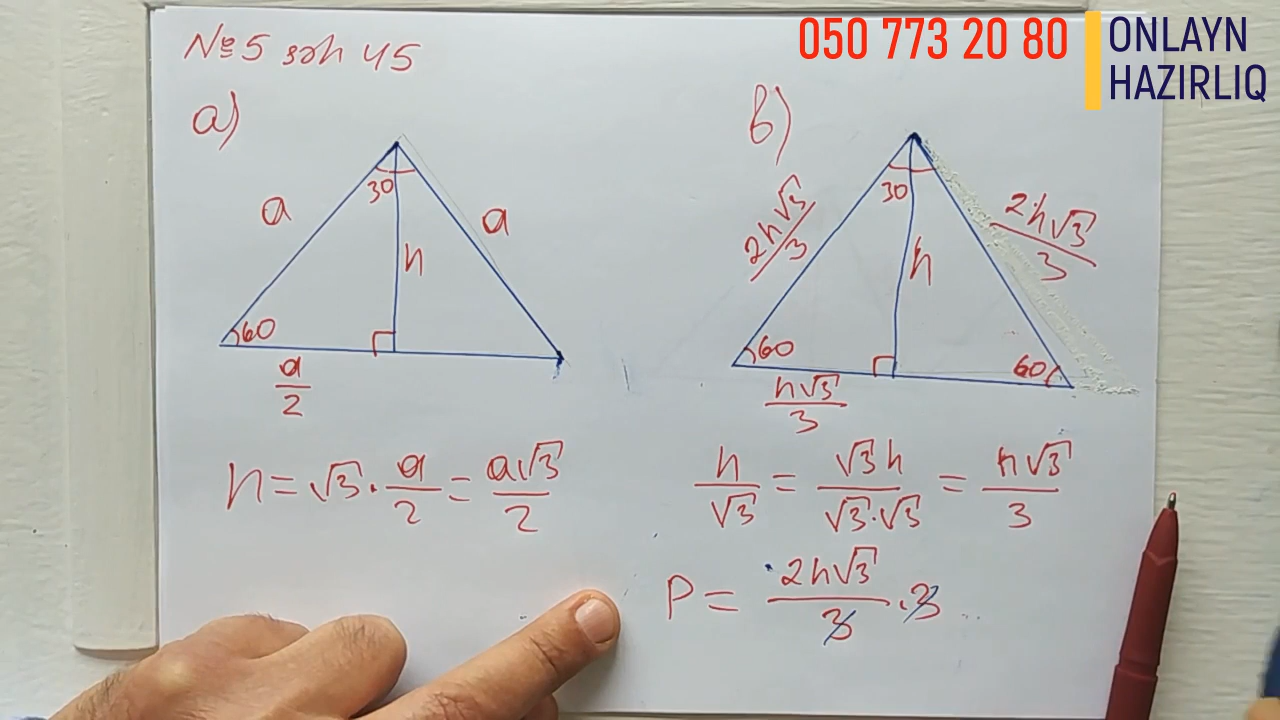 №5 səh 45
050 773 20 80
ONLAYN
HAZIRLIQ
a)
30
a
a
h
60
a/2
h = √3 · a/2 = a√3/2
b)
30
2h√3/3
2h√3/3
h
60
60
h√3/3
h/√3 = √3h/√3·√3 = h√3/3
P = 2h√3/3 · 3